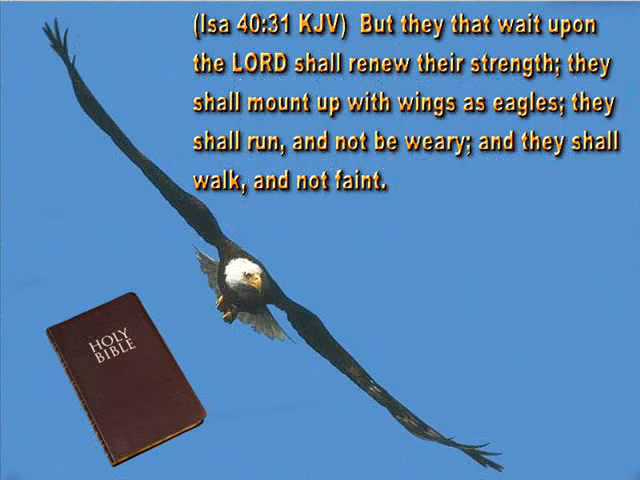 (Isa 40:31 KJV)  But they that wait upon
the LORD shall renew their strength; they
shall mount up with wings as eagles; they
shall run, and not be weary; and they shall
walk, and not faint.
HOLY
BIBLE